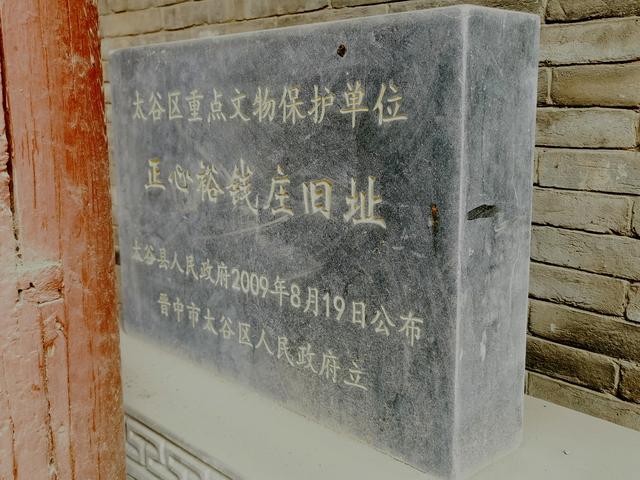 太谷区重点文物保护单位
正心裕钱庄旧址
太谷县人民政府2009年8月19日公布
晋中市太谷区人民政府立